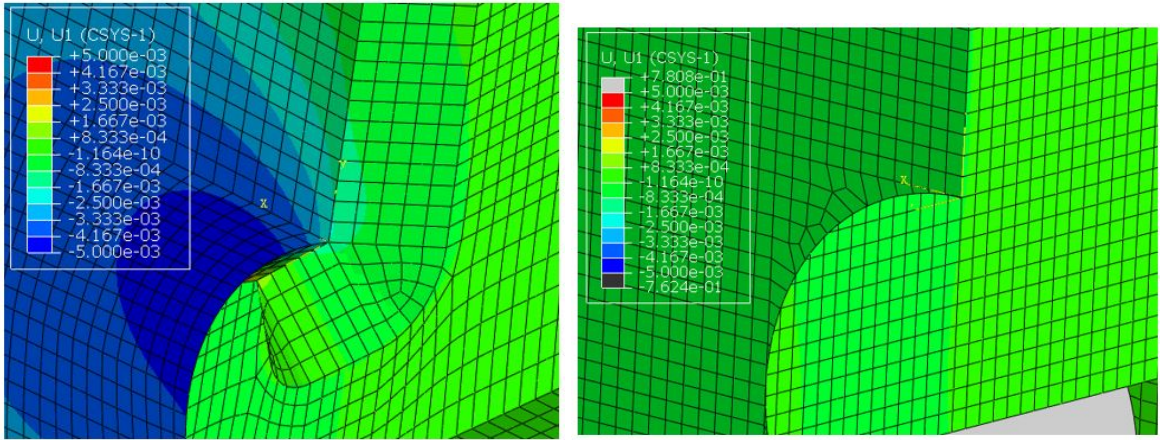 U, U1 (CSYS-1)
+5.000e-03
+4.167e-03
+3.333e-03
+2.500e-03
+1.667e-03
+8.333e-04
-1.164e-10
-8.333e-04
-1.667e-03
-2.500e-03
-3.333e-03
-4.167e-03
-5.000e-03
Y
X
U, U1 (CSYS-1)
+7.808e-01
+5.000e-03
+4.167e-03
+3.333e-03
+2.500e-03
+1.667e-03
+8.333e-04
-1.164e-10
-8.333e-04
-1.667e-03
-2.500e-03
-3.333e-03
-4.167e-03
-5.000e-03
-7.624e-01
X